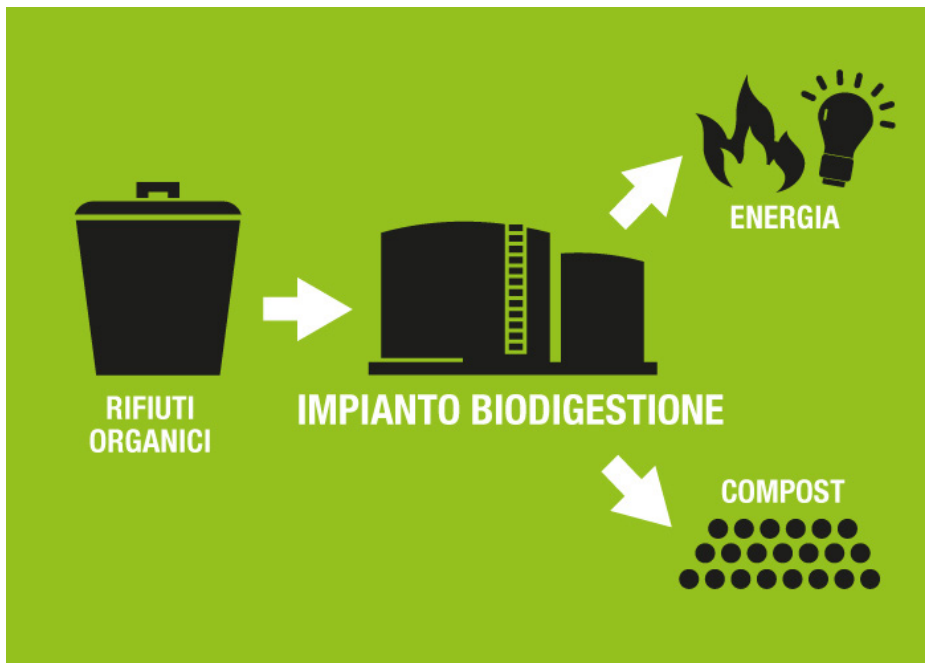 RIFIUTI
ORGANICI
IMPIANTO BIODIGESTIONE
ENERGIA
COMPOST